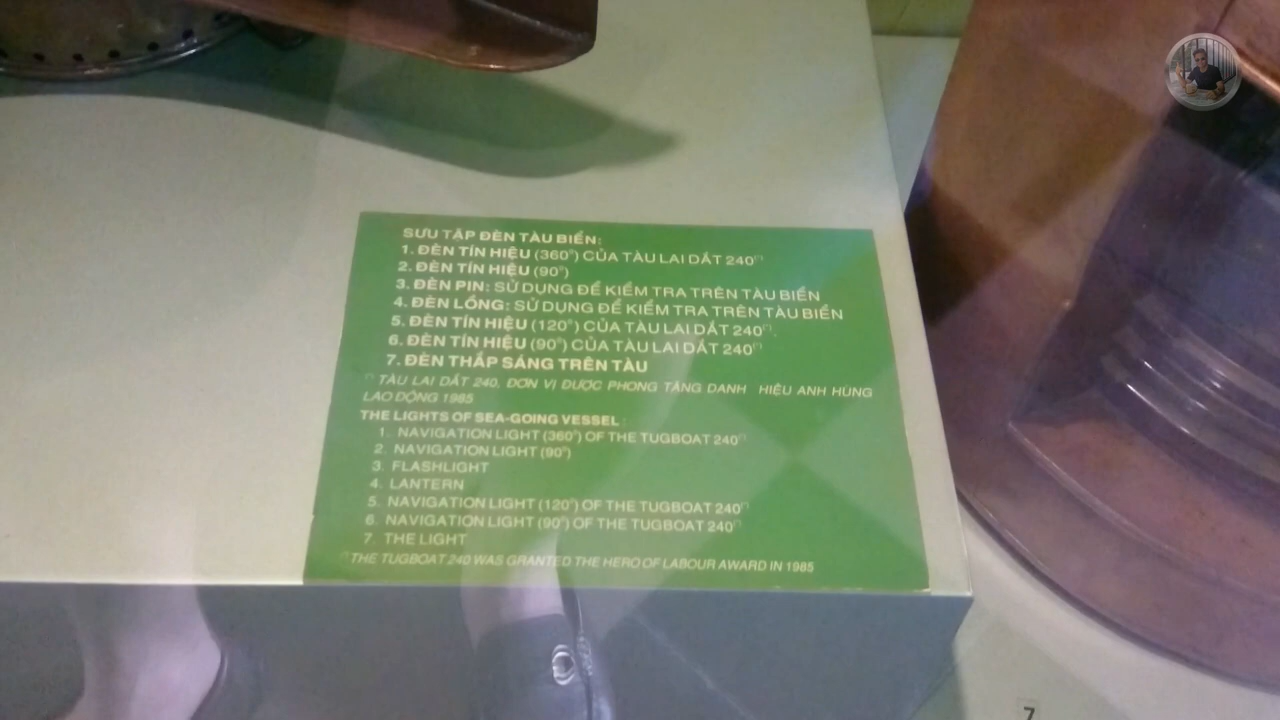 SƯU TẬP ĐÈN TÀU BIỂN:
1. ĐÈN TÍN HIỆU (360°) CỦA TÀU LAI DẮT 240(*)
2. ĐÈN TÍN HIỆU (90°)
3. ĐÈN PIN: SỬ DỤNG ĐỂ KIỂM TRA TRÊN TÀU BIỂN
4. ĐÈN LỒNG: SỬ DỤNG ĐỂ KIỂM TRA TRÊN TÀU BIỂN
5. ĐÈN TÍN HIỆU (120°) CỦA TÀU LAI DẮT 240(*).
6. ĐÈN TÍN HIỆU (90°) CỦA TÀU LAI DẮT 240(*)
7. ĐÈN THẮP SÁNG TRÊN TÀU
(*) TÀU LAI DẮT 240, ĐƠN VỊ ĐƯỢC PHONG TẶNG DANH HIỆU ANH HÙNG
LAO ĐỘNG 1985
THE LIGHTS OF SEA-GOING VESSEL :
1. NAVIGATION LIGHT (360°) OF THE TUGBOAT 240(*)
2. NAVIGATION LIGHT (90°)
3. FLASHLIGHT
4. LANTERN
5. NAVIGATION LIGHT (120°) OF THE TUGBOAT 240(*)
6. NAVIGATION LIGHT (90°) OF THE TUGBOAT 240(*)
7. THE LIGHT
(*) THE TUGBOAT 240 WAS GRANTED THE HERO OF LABOUR AWARD IN 1985
7